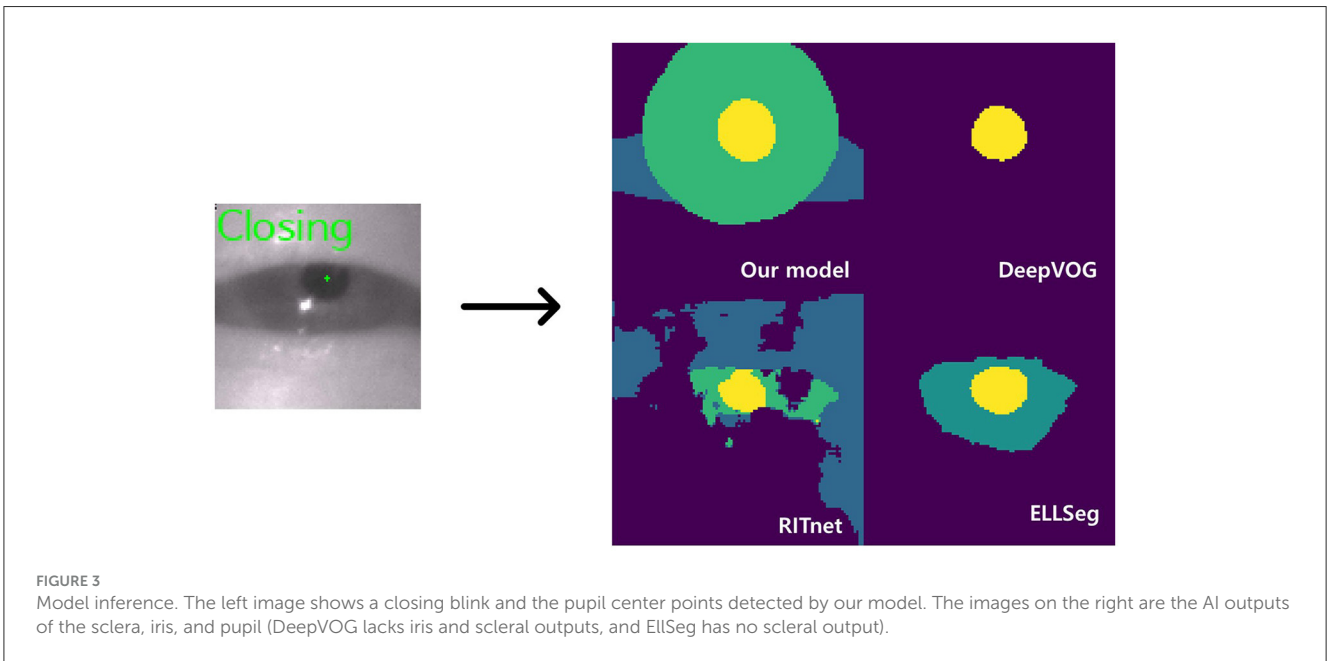 Closing
Our model
DeepVOG
RITnet
ELLSeg
FIGURE 3
Model inference. The left image shows a closing blink and the pupil center points detected by our model. The images on the right are the AI outputs
of the sclera, iris, and pupil (DeepVOG lacks iris and scleral outputs, and EllSeg has no scleral output).